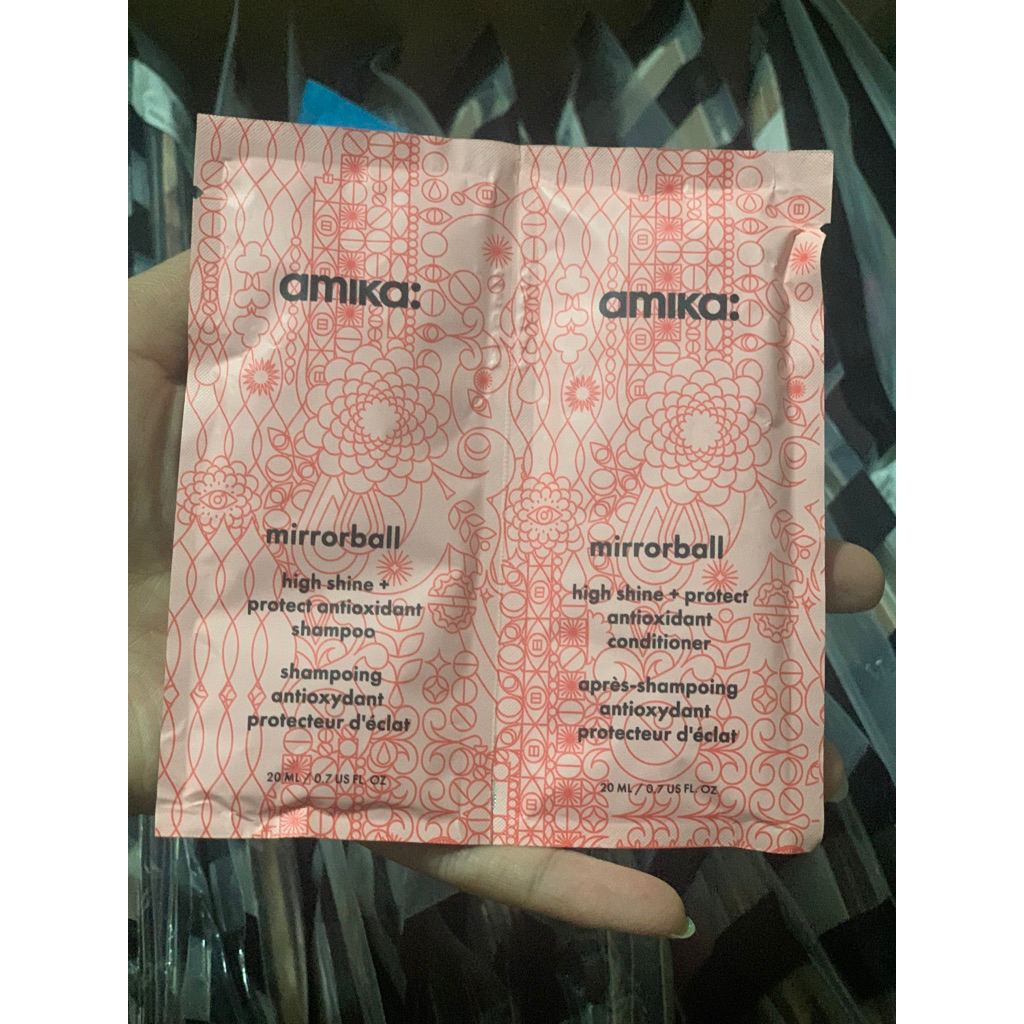 amika:
mirrorball
high shine +
protect antioxidant
shampoo
shampoing
antioxydant
protecteur d'éclat
20 ML / 0.7 US FL. OZ
amika:
mirrorball
high shine + protect
antioxidant
conditioner
après-shampoing
antioxydant
protecteur d'éclat
20 ML / 0.7 US FL. OZ